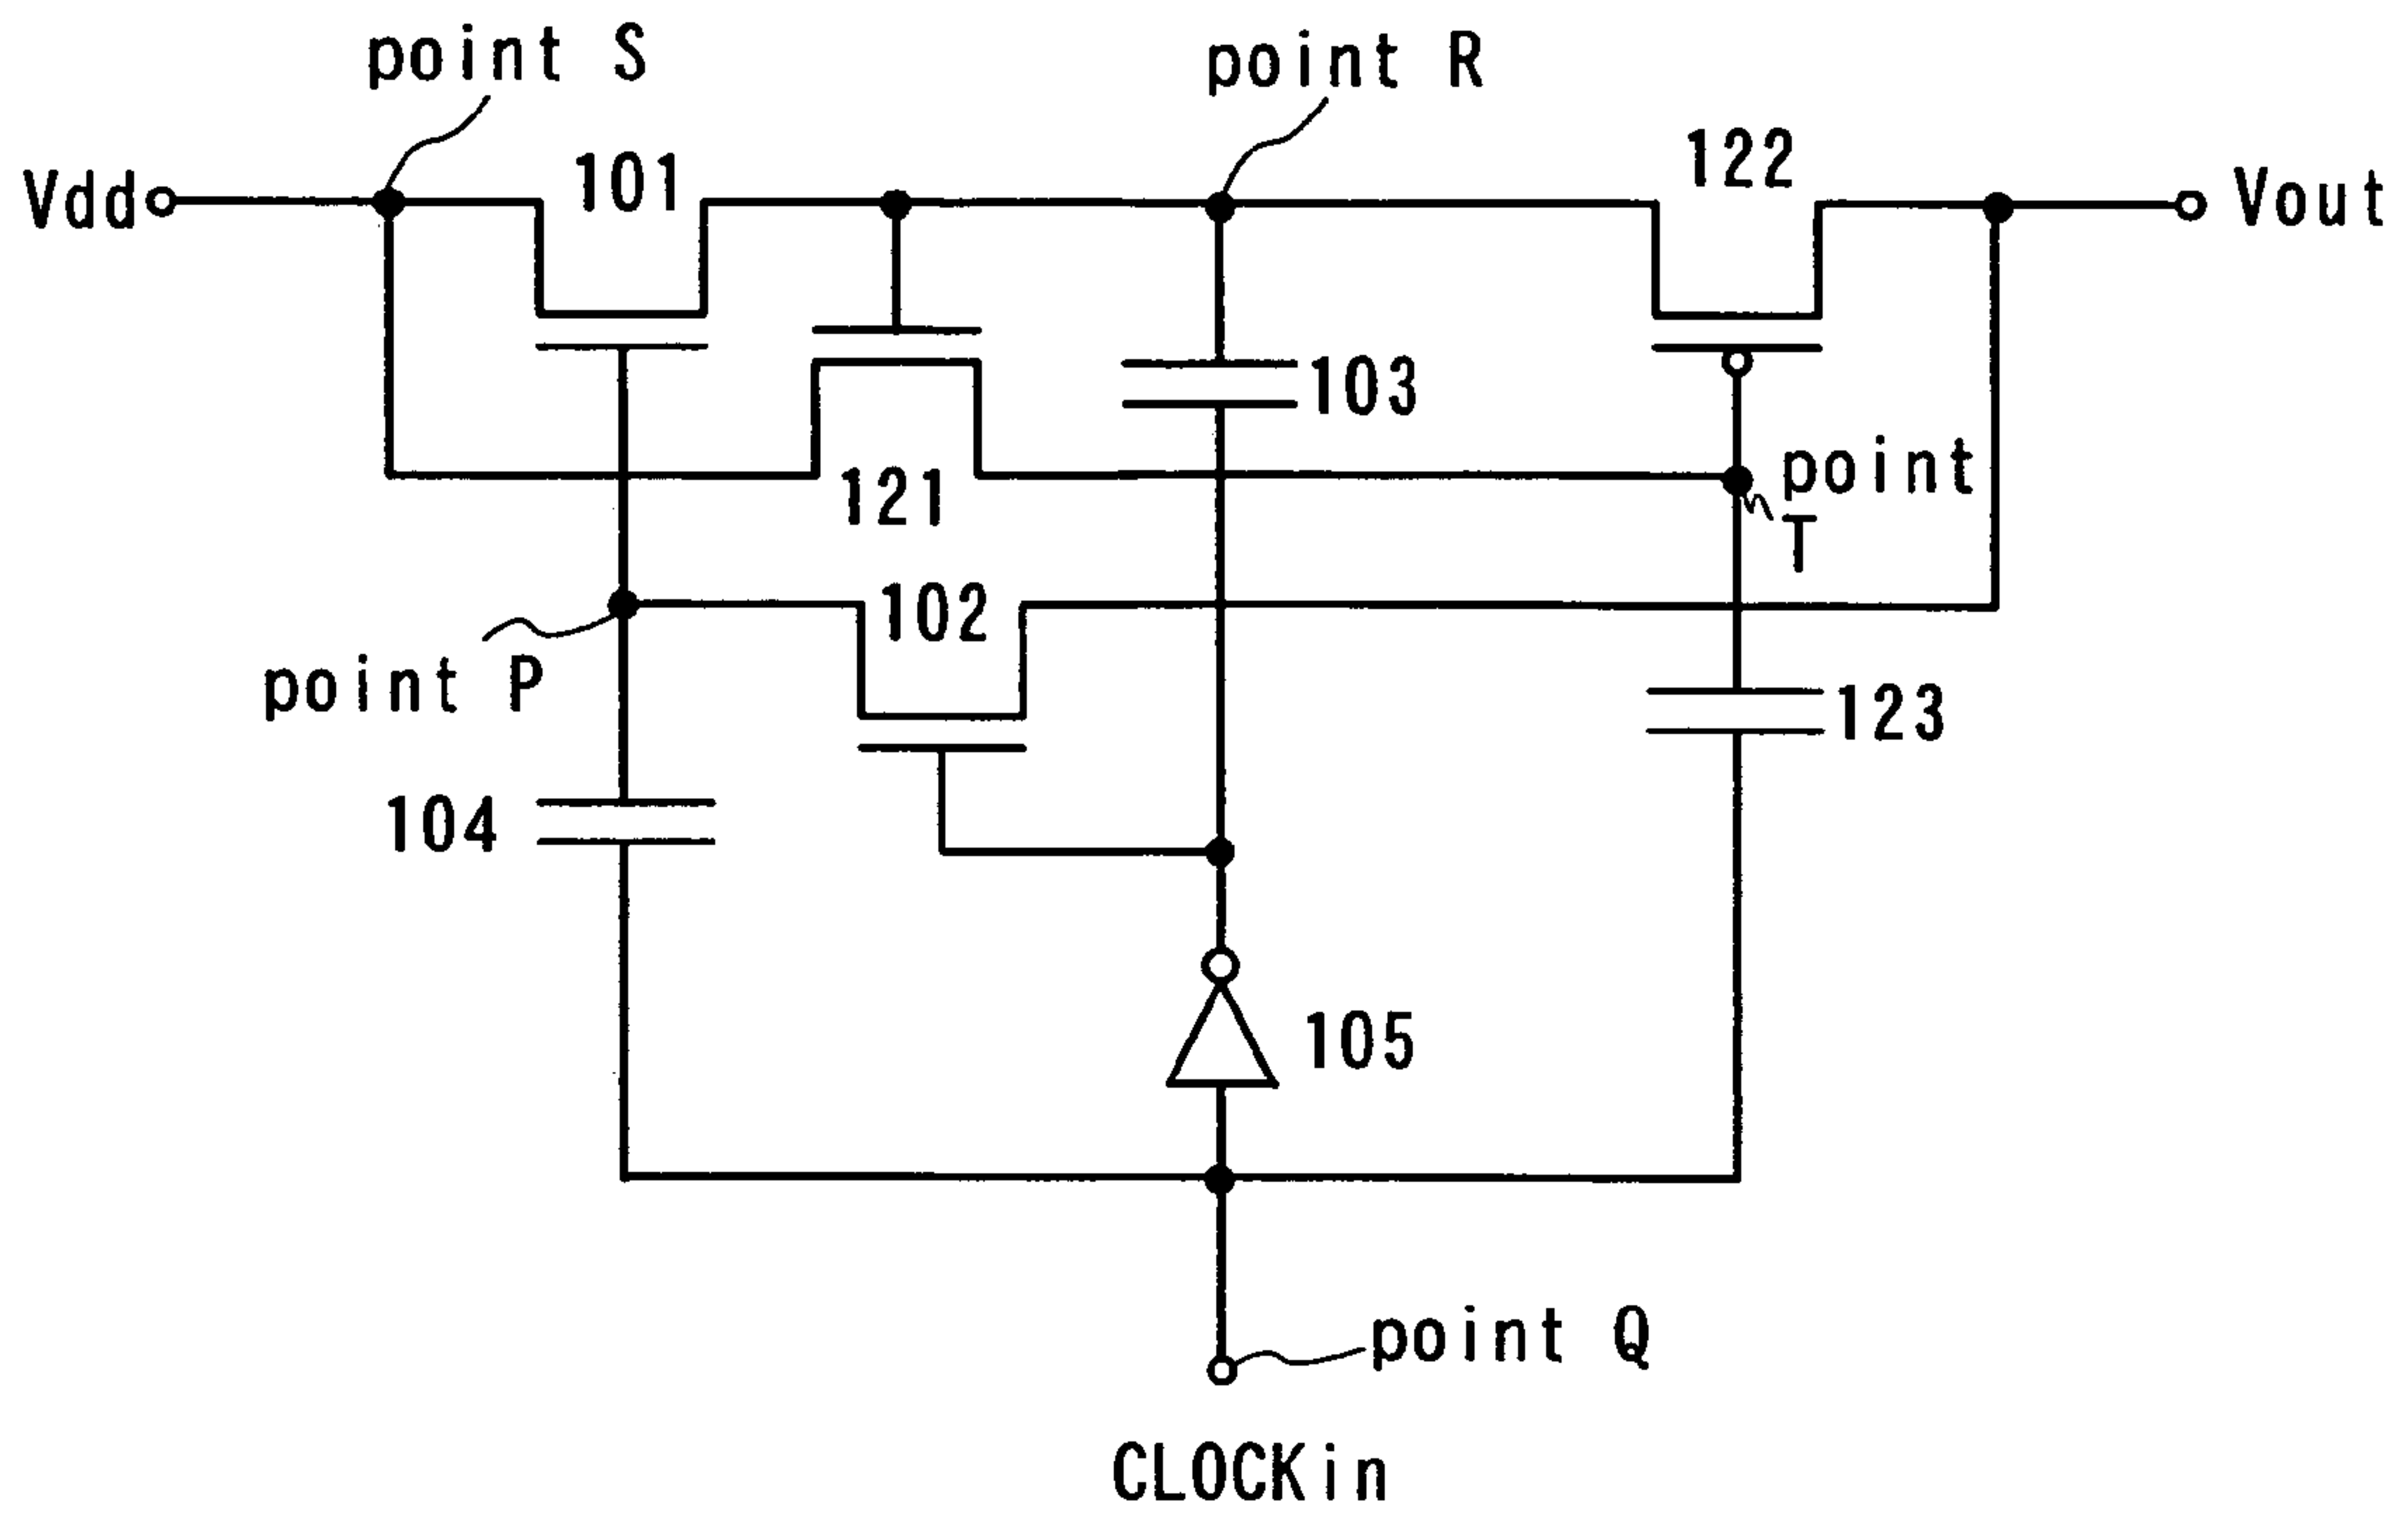 point S
point R
101
122
Vdd
Vout
103
121
point
T
102
point P
123
104
105
point Q
CLOCKin